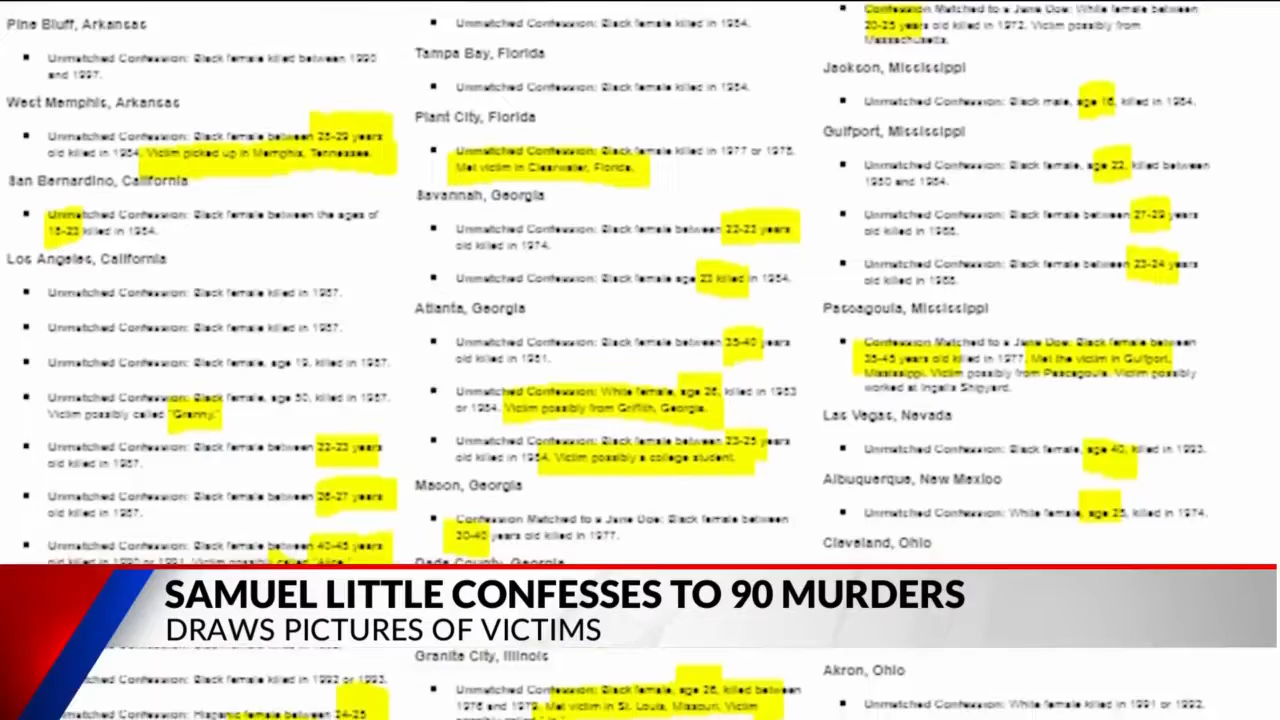 Pine Bluff, Arkansas
Unmatched Confession: Black female killed between 1990
and 1997.
West Memphis, Arkansas
Unmatched Confession: Black female between 28-29 years
old killed in 1984. Victim picked up in Memphis, Tennessee.
San Bernardino, California
Unmatched Confession: Black female between the ages of
18-23 killed in 1984.
Los Angeles, California
Unmatched Confession: Black female killed in 1987.
Unmatched Confession: Black female killed in 1987.
Unmatched Confession: Black female, age 19, killed in 1987.
Unmatched Confession: Black female, age 50, killed in 1987.
Victim possibly called "Granny."
Unmatched Confession: Black female between 22-23 years
old killed in 1987.
Unmatched Confession: Black female between 26-27 years
old killed in 1987.
Unmatched Confession: Black female between 40-45 years
Confession: Black female killed in 1992 or 1993.
Unmatched Confession: Hispanic female between 24-25
Unmatched Confession: Black female killed in 1984.
Tampa Bay, Florida
Unmatched Confession: Black female killed in 1984.
Plant City, Florida
Unmatched Confession: Black female killed in 1977 or 1978.
Met victim in Clearwater, Florida.
Savannah, Georgia
Unmatched Confession: Black female between 22-23 years
old killed in 1974.
Unmatched Confession: Black female age 23 killed in 1984.
Atlanta, Georgia
Unmatched Confession: Black female between 35-40 years
old killed in 1981.
Unmatched Confession: White female, age 26, killed in 1983
or 1984. Victim possibly from Griffith, Georgia.
Unmatched Confession: Black female between 23-25 years
old killed in 1984. Victim possibly a college student.
Macon, Georgia
Confession Matched to a Jane Doe: Black female between
30-40 years old killed in 1977.
Dade County, Georgia
Granite City, Illinois
Unmatched Confession: Black female, age 26, killed between
1976 and 1979. Met victim in St. Louis, Missouri. Victim
Confession Matched to a Jane Doe: White female between
20-25 years old killed in 1972. Victim possibly from
Massachusetts.
Jackson, Mississippi
Unmatched Confession: Black male, age 18, killed in 1984.
Gulfport, Mississippi
Unmatched Confession: Black female, age 22, killed between
1980 and 1984.
Unmatched Confession: Black female between 27-29 years
old killed in 1988.
Unmatched Confession: Black female between 23-24 years
old killed in 1988.
Pascagoula, Mississippi
Confession Matched to a Jane Doe: Black female between
35-45 years old killed in 1977. Met the victim in Gulfport,
Mississippi. Victim possibly from Pascagoula. Victim possibly
worked at Ingalls Shipyard.
Las Vegas, Nevada
Unmatched Confession: Black female, age 40, killed in 1993.
Albuquerque, New Mexico
Unmatched Confession: White female, age 25, killed in 1974.
Cleveland, Ohio
Akron, Ohio
Unmatched Confession: White female killed in 1991 or 1992.
SAMUEL LITTLE CONFESSES TO 90 MURDERS
DRAWS PICTURES OF VICTIMS